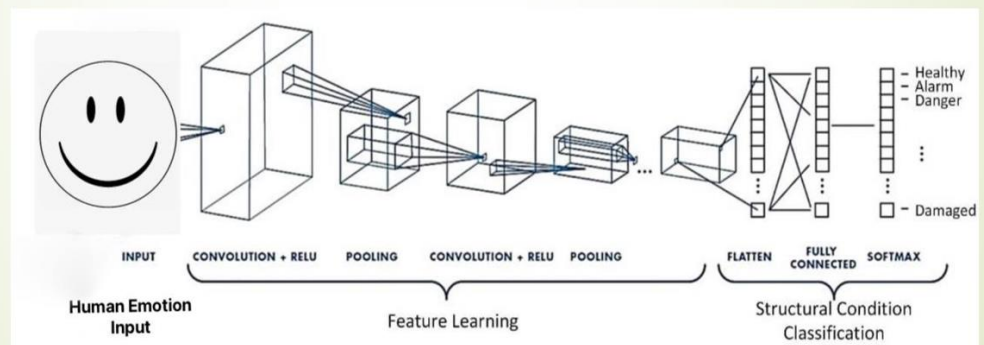 Healthy
Alarm
Danger
Damaged
INPUT
CONVOLUTION + RELU
POOLING
CONVOLUTION + RELU
POOLING
FLATTEN
FULLY
CONNECTED
SOFTMAX
Human Emotion
Input
Feature Learning
Structural Condition
Classification